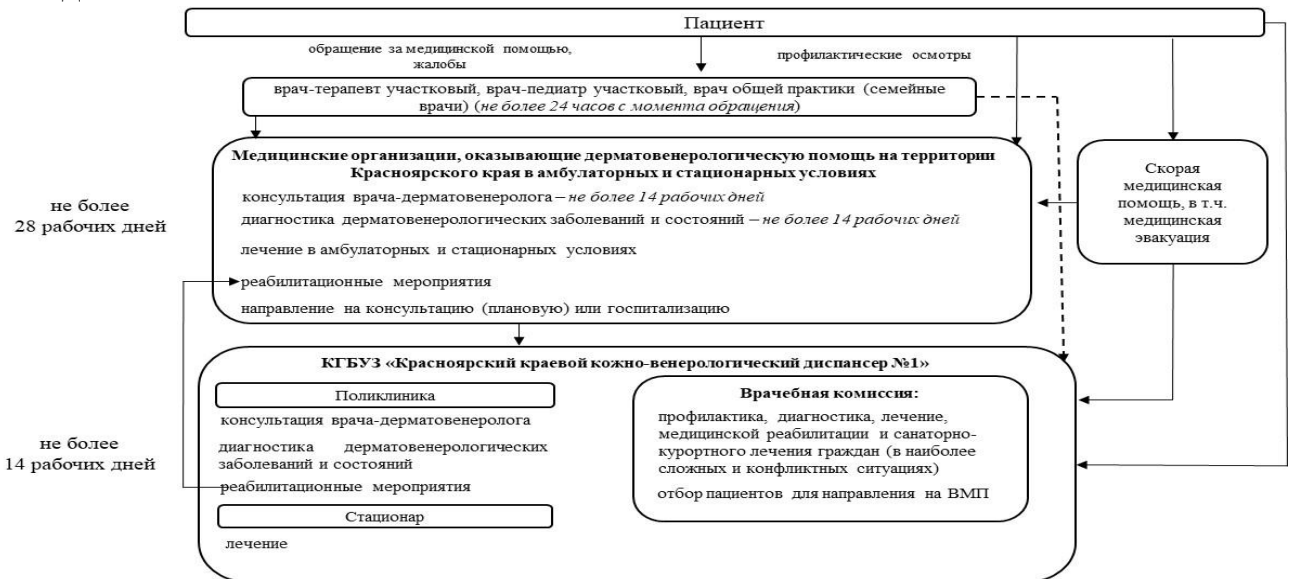 Пациент
обращение за медицинской помощью,
жалобы
профилактические осмотры
врач-терапевт участковый, врач-педиатр участковый, врач общей практики (семейные
врачи) (не более 24 часов с момента обращения)
Медицинские организации, оказывающие дерматовенерологическую помощь на территории
Красноярского края в амбулаторных и стационарных условиях
консультация врача-дерматовенеролога – не более 14 рабочих дней
диагностика дерматовенерологических заболеваний и состояний – не более 14 рабочих дней
лечение в амбулаторных и стационарных условиях
реабилитационные мероприятия
направление на консультацию (плановую) или госпитализацию
не более
28 рабочих дней
Скорая
медицинская
помощь, в т.ч.
медицинская
эвакуация
КГБУЗ «Красноярский краевой кожно-венерологический диспансер №1»
Поликлиника
консультация врача-дерматовенеролога
диагностика дерматовенерологических
заболеваний и состояний
реабилитационные мероприятия
Стационар
лечение
Врачебная комиссия:
профилактика, диагностика, лечение,
медицинской реабилитации и санаторно-
курортного лечения граждан (в наиболее
сложных и конфликтных ситуациях)
отбор пациентов для направления на ВМП
не более
14 рабочих дней